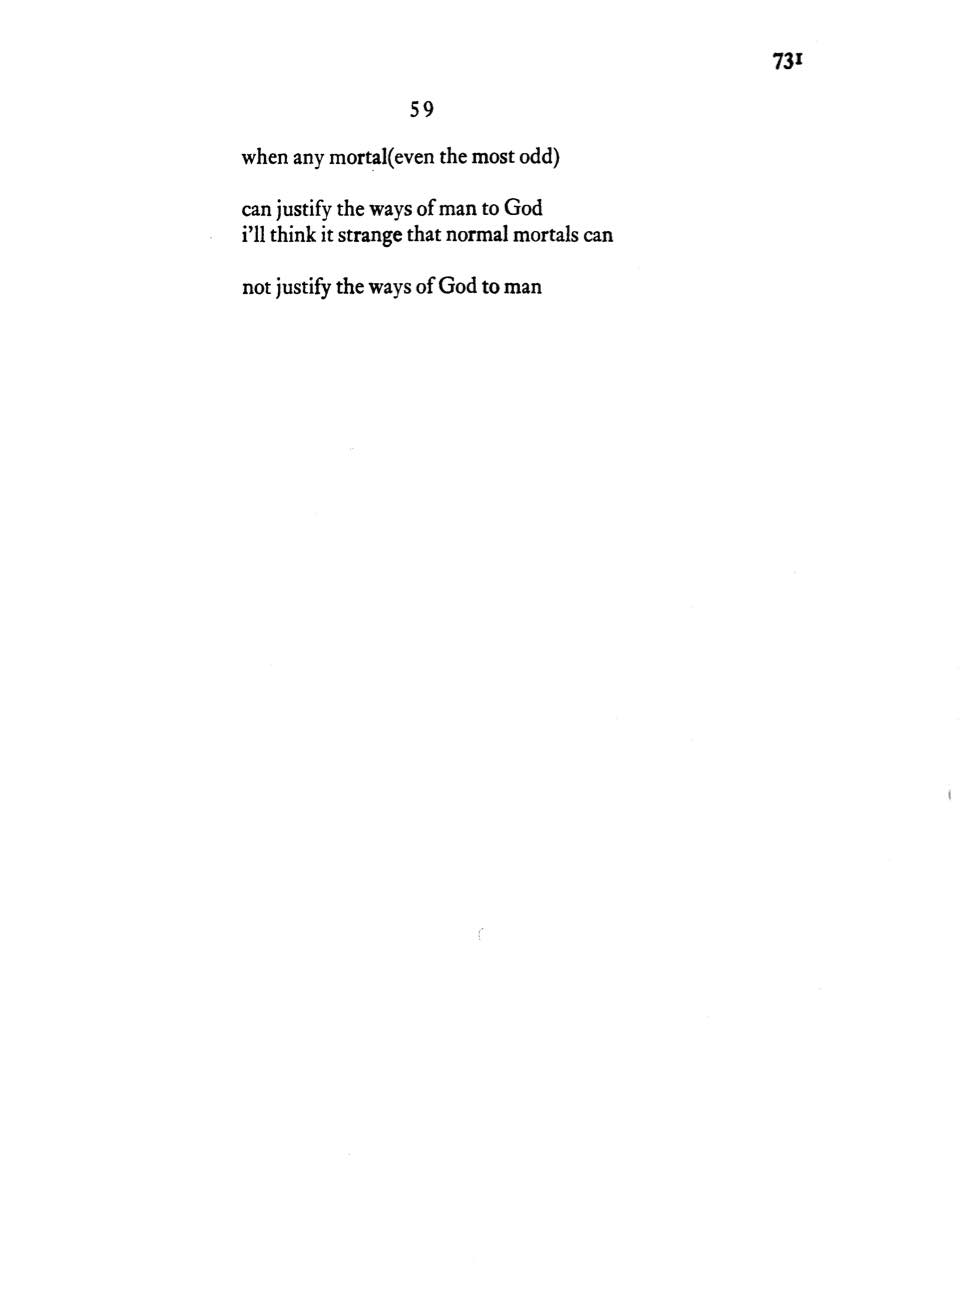 731
59
when any mortal(even the most odd)
can justify the ways of man to God
i'll think it strange that normal mortals can
not justify the ways of God to man